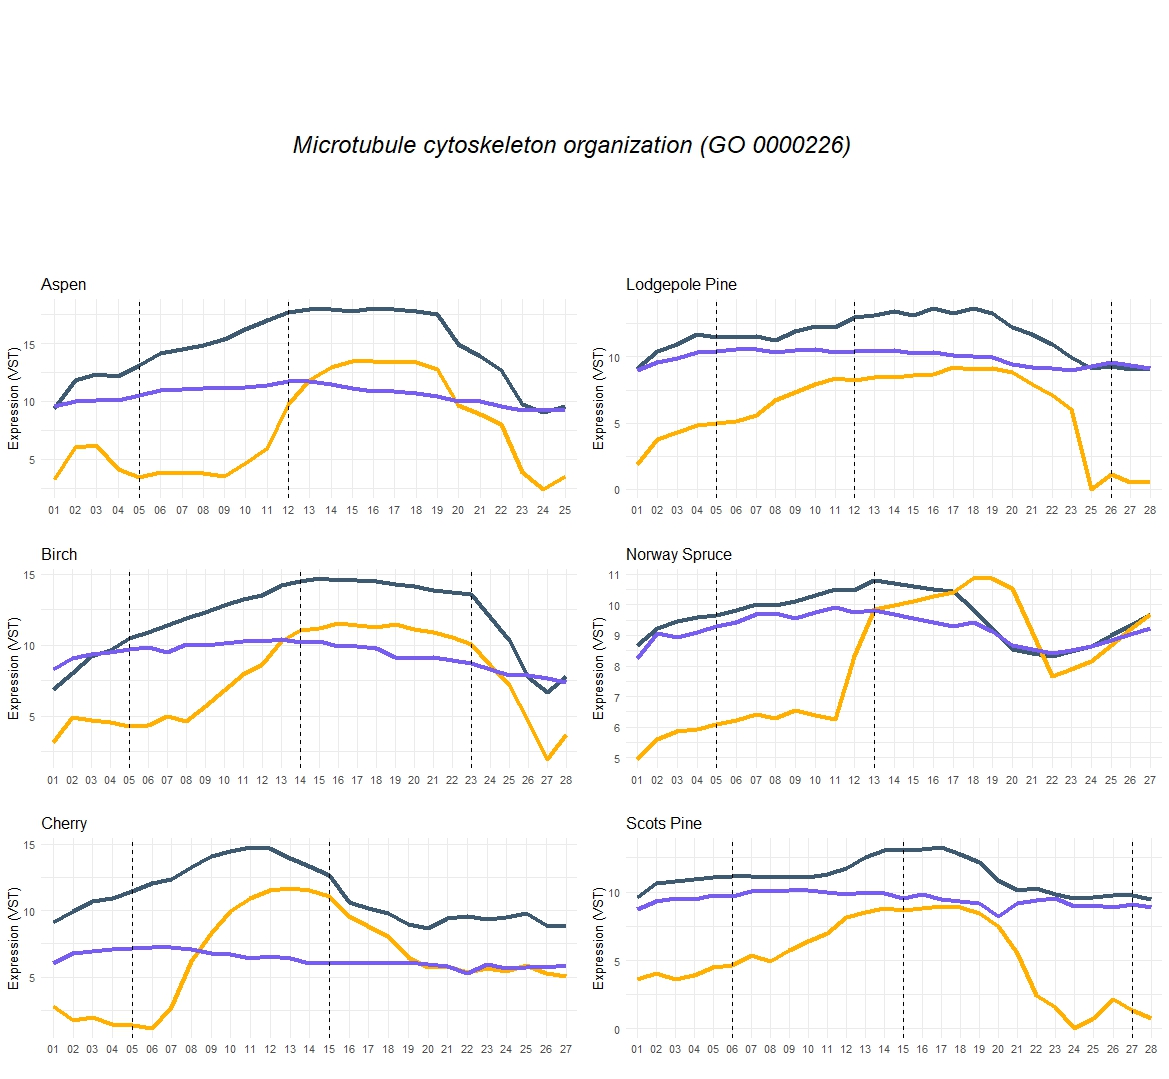 Microtubule cytoskeleton organization (GO 0000226)
Aspen
Expression (VST)
15
10
5
01 02 03 04 05 06 07 08 09 10 11 12 13 14 15 16 17 18 19 20 21 22 23 24 25
Lodgepole Pine
Expression (VST)
10
5
0
01 02 03 04 05 06 07 08 09 10 11 12 13 14 15 16 17 18 19 20 21 22 23 24 25 26 27 28
Birch
Expression (VST)
15
10
5
01 02 03 04 05 06 07 08 09 10 11 12 13 14 15 16 17 18 19 20 21 22 23 24 25 26 27 28
Norway Spruce
Expression (VST)
11
10
9
8
7
6
5
01 02 03 04 05 06 07 08 09 10 11 12 13 14 15 16 17 18 19 20 21 22 23 24 25 26 27
Cherry
Expression (VST)
15
10
5
01 02 03 04 05 06 07 08 09 10 11 12 13 14 15 16 17 18 19 20 21 22 23 24 25 26 27
Scots Pine
Expression (VST)
10
5
0
01 02 03 04 05 06 07 08 09 10 11 12 13 14 15 16 17 18 19 20 21 22 23 24 25 26 27 28